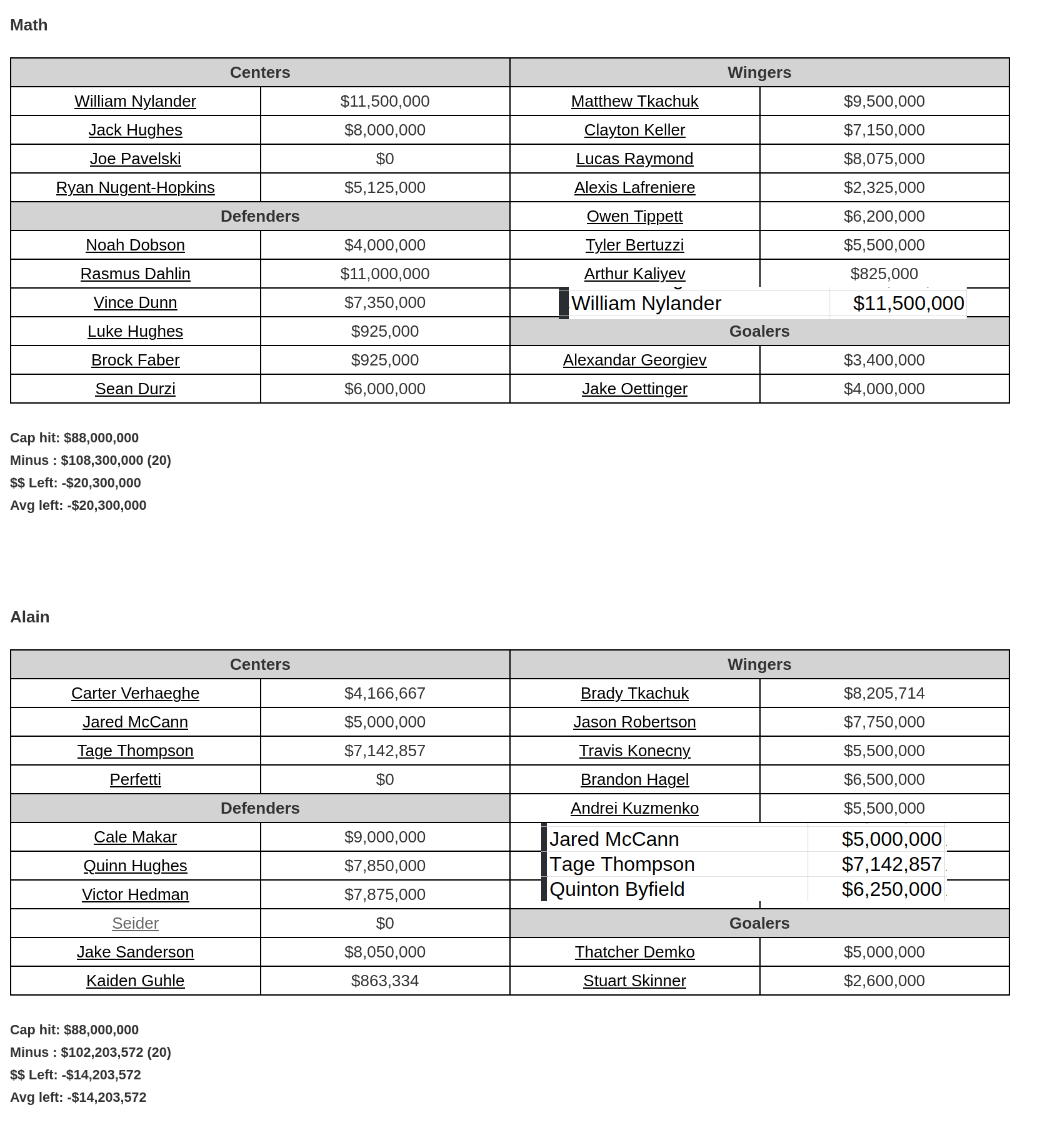 Math
Centers Wingers
William Nylander $11,500,000 Matthew Tkachuk $9,500,000
Jack Hughes $8,000,000 Clayton Keller $7,150,000
Joe Pavelski $0 Lucas Raymond $8,075,000
Ryan Nugent-Hopkins $5,125,000 Alexis Lafreniere $2,325,000
Defenders Owen Tippett $6,200,000
Noah Dobson $4,000,000 Tyler Bertuzzi $5,500,000
Rasmus Dahlin $11,000,000 Arthur Kaliyev $825,000
Vince Dunn $7,350,000 William Nylander $11,500,000
Luke Hughes $925,000 Goalers
Brock Faber $925,000 Alexandar Georgiev $3,400,000
Sean Durzi $6,000,000 Jake Oettinger $4,000,000
Cap hit: $88,000,000
Minus : $108,300,000 (20)
$$ Left: -$20,300,000
Avg left: -$20,300,000
Alain
Centers Wingers
Carter Verhaeghe $4,166,667 Brady Tkachuk $8,205,714
Jared McCann $5,000,000 Jason Robertson $7,750,000
Tage Thompson $7,142,857 Travis Konecny $5,500,000
Perfetti $0 Brandon Hagel $6,500,000
Defenders Andrei Kuzmenko $5,500,000
Cale Makar $9,000,000 Jared McCann $5,000,000
Quinn Hughes $7,850,000 Tage Thompson $7,142,857
Victor Hedman $7,875,000 Quinton Byfield $6,250,000
Seider $0 Goalers
Jake Sanderson $8,050,000 Thatcher Demko $5,000,000
Kaiden Guhle $863,334 Stuart Skinner $2,600,000
Cap hit: $88,000,000
Minus : $102,203,572 (20)
$$ Left: -$14,203,572
Avg left: -$14,203,572